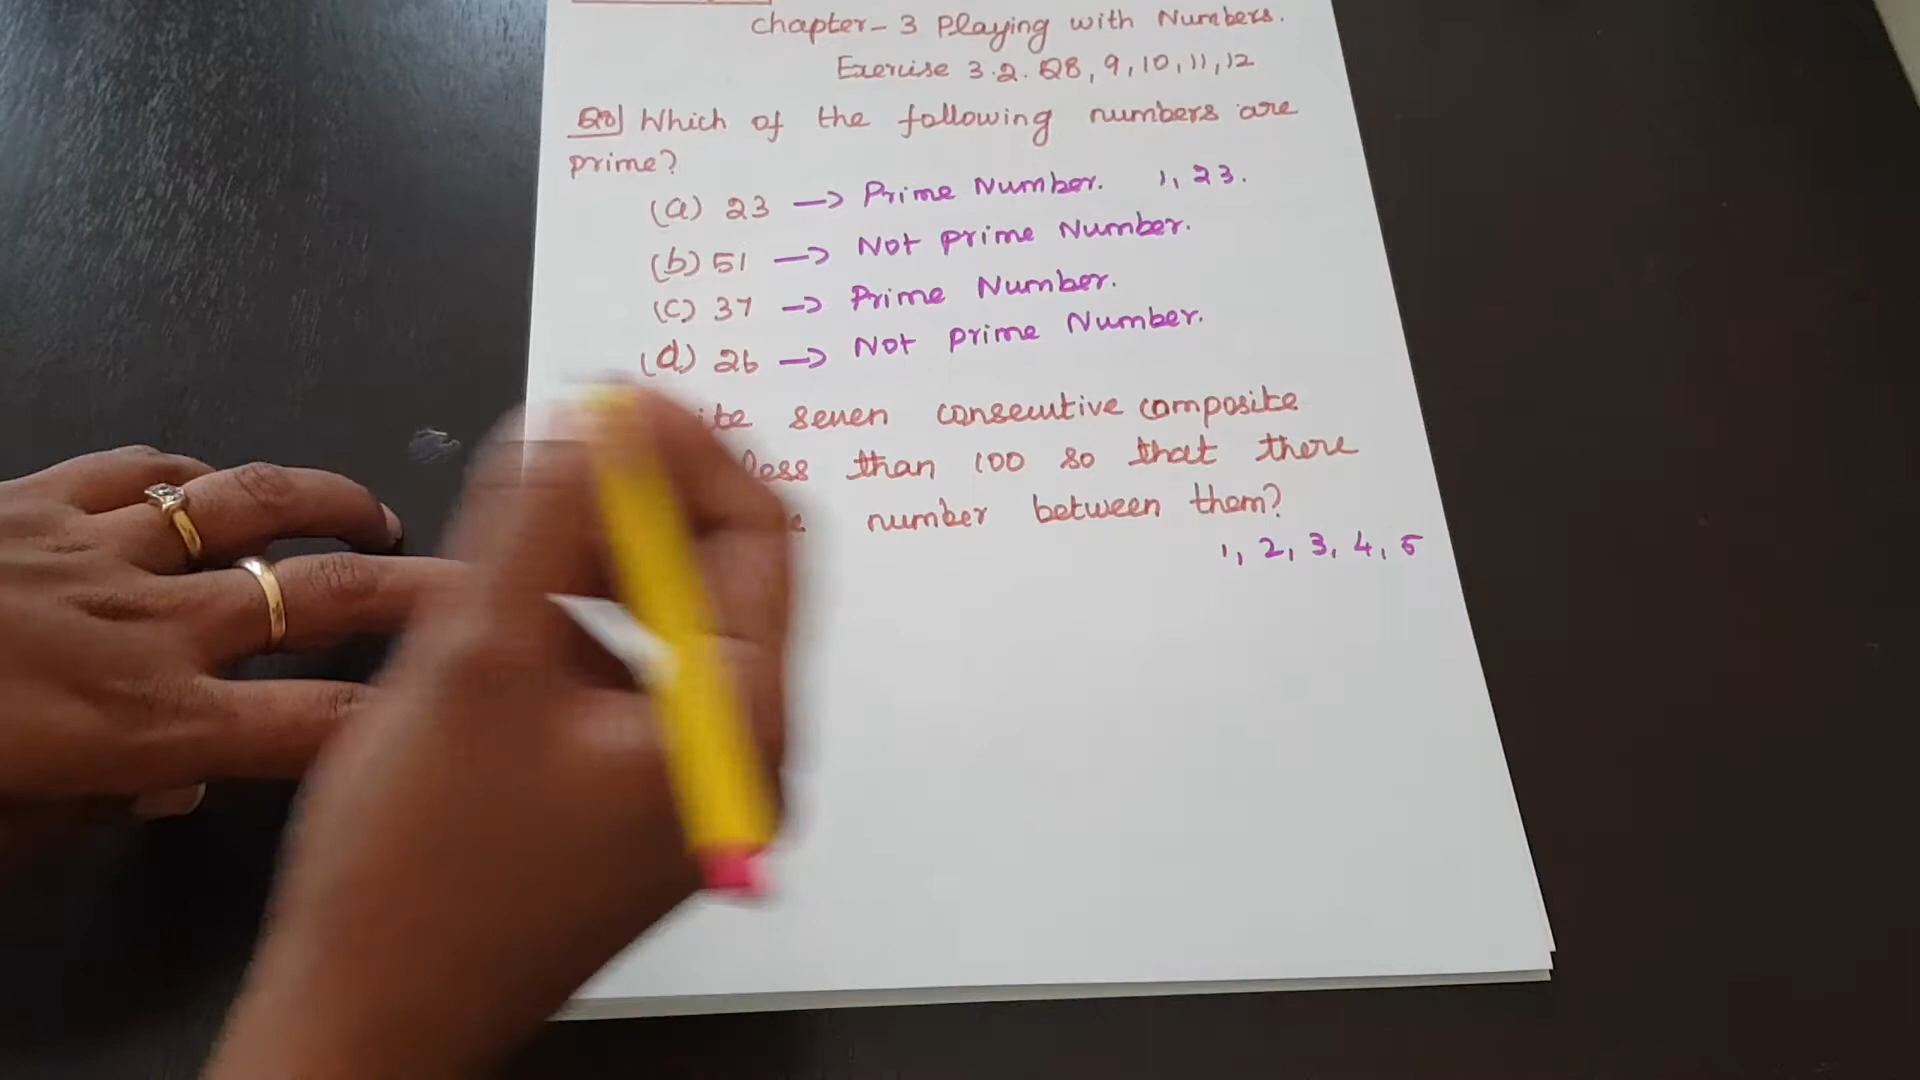 Chapter-3 Playing with Numbers.
Exercise 3.2. Q8, 9, 10, 11, 12
Q8) Which of the following numbers are
prime?
(a) 23 → Prime Number. 1, 23.
(b) 51 → Not prime Number.
(c) 37 → Prime Number.
(d) 26 → Not prime Number.
seven consecutive composite
less than 100 so that there
number between them?
1, 2, 3, 4, 5